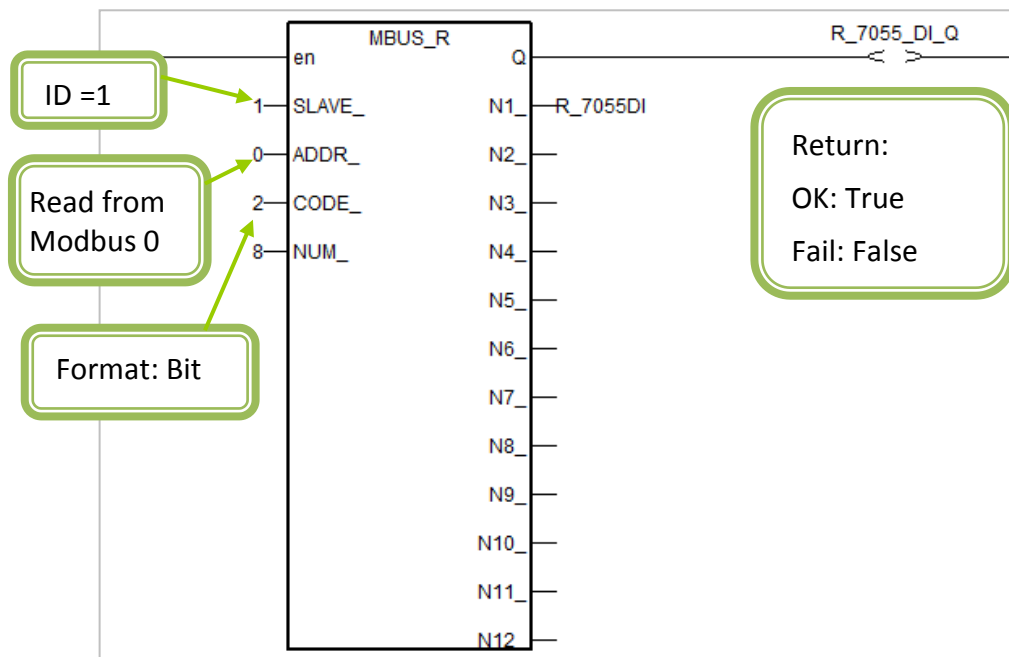 MBUS_R
R_7055_DI_Q
en
Q
ID =1
1
SLAVE_
N1_
R_7055DI
0
ADDR_
N2_
Read from
Modbus 0
2
CODE_
N3_
8
NUM_
N4_
Return:
OK: True
Fail: False
N5_
N6_
Format: Bit
N7_
N8_
N9_
N10_
N11_
N12_